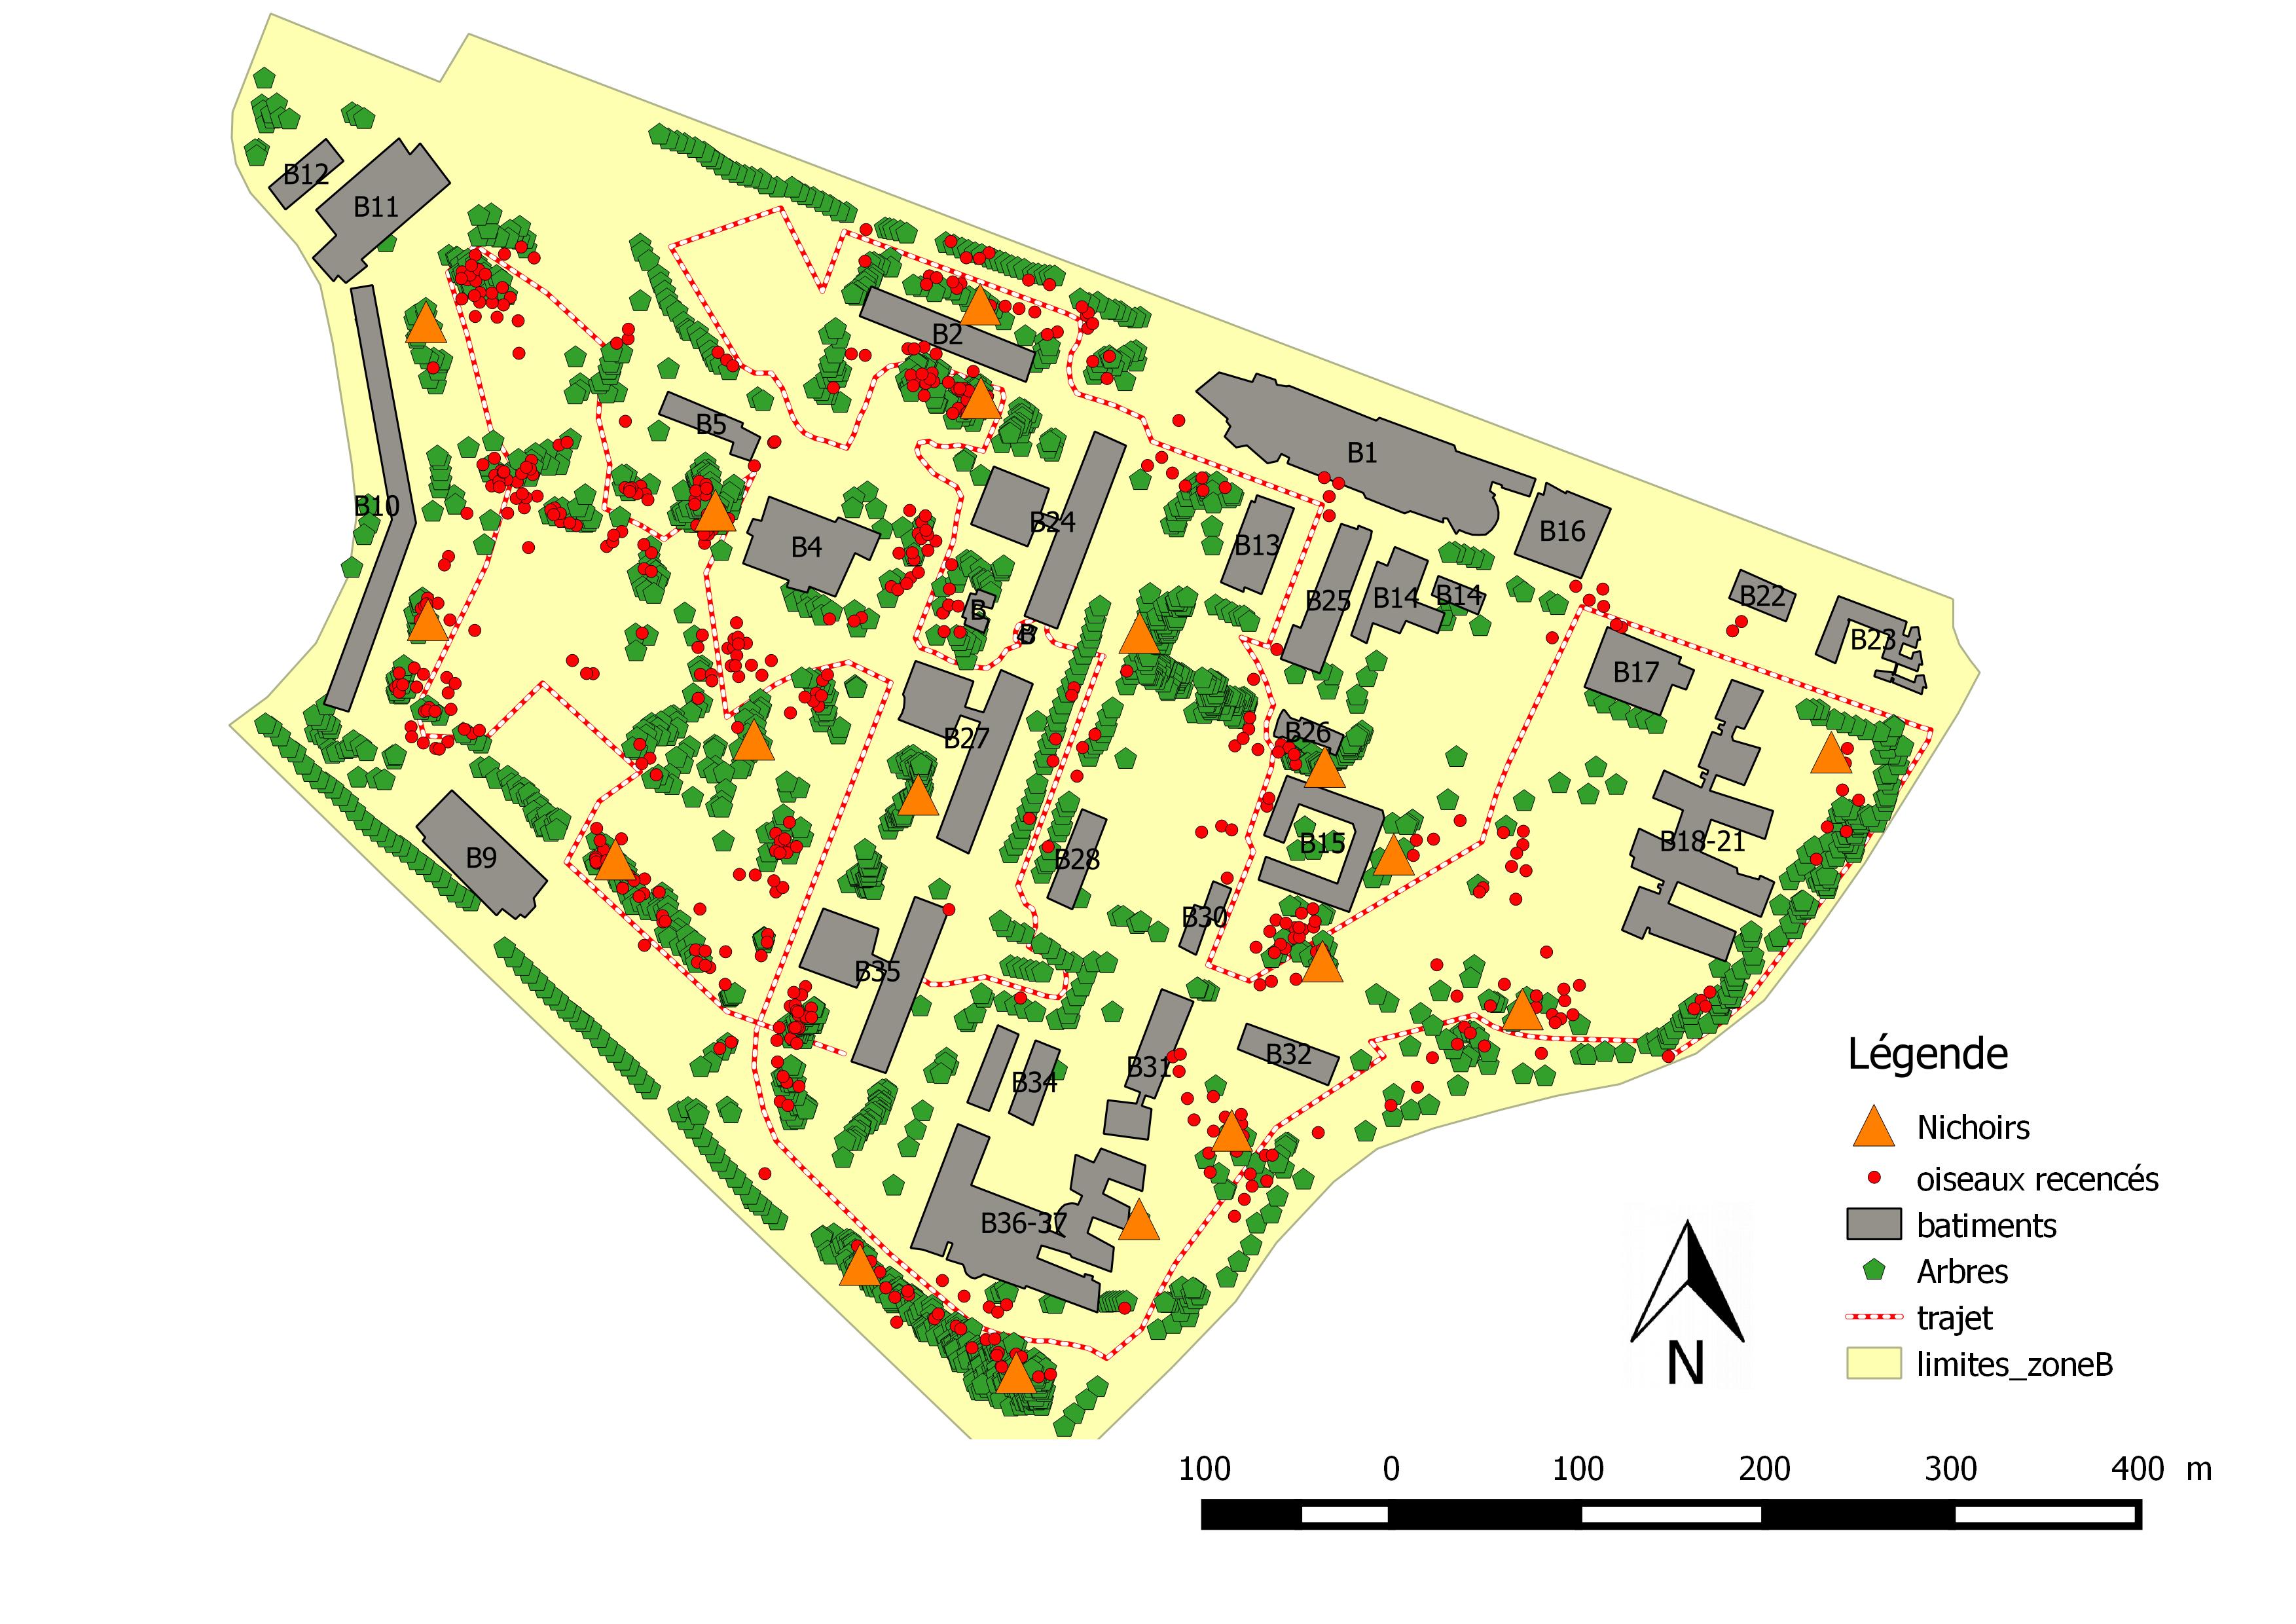 B12
B11
B2
B5
B1
B10
B24
B4
B13
B16
B25
B14
B14
B22
B
B
B23
B17
B27
B26
B9
B28
B15
B18-21
B30
B35
B34
B31
B32
B36-37
Légende
Nichoirs
oiseaux recencés
batiments
Arbres
trajet
limites_zoneB
N
100 0 100 200 300 400 m